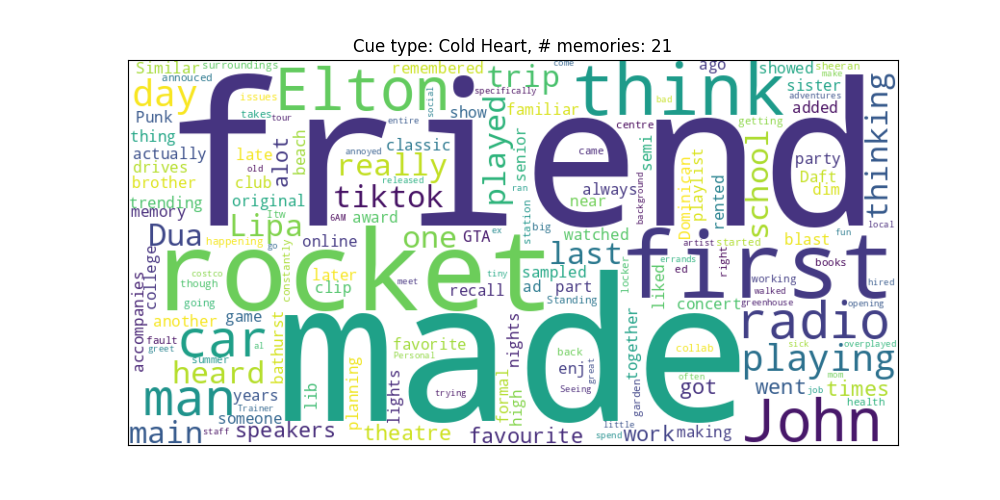 Cue type: Cold Heart, # memories: 21
Similar surroundings remembered trip come ago showed sheeran
annouced make
day issues friend Elton specifically think sister thinking
Punk takes tour entire social show familiar bad added adventures
thing alot beach classic played senior centre semi getting
actually late old annoyed came school party
drives club really released ran Daft
brother original tiktok always background Dominican playlist rented dim
trending 6AM award near
memory Lipa Itw station big local
Dua happening go online one GTA ex last watched first artist started blast fun
college constantly rocket locker errands right
costco later tiny sampled ed working books
though clip meet recall ad part liked walked hired
going Standing concert greenhouse opening
accompanies another game made radio
fault car al bathurst favorite nights back together collab sick overplayed
greet summer Personal great playing
heard planning enj often mom
man years lib lights trying formal Seeing garden got went job times
Trainer high health
someone little John
main staff speakers theatre favourite spend work making